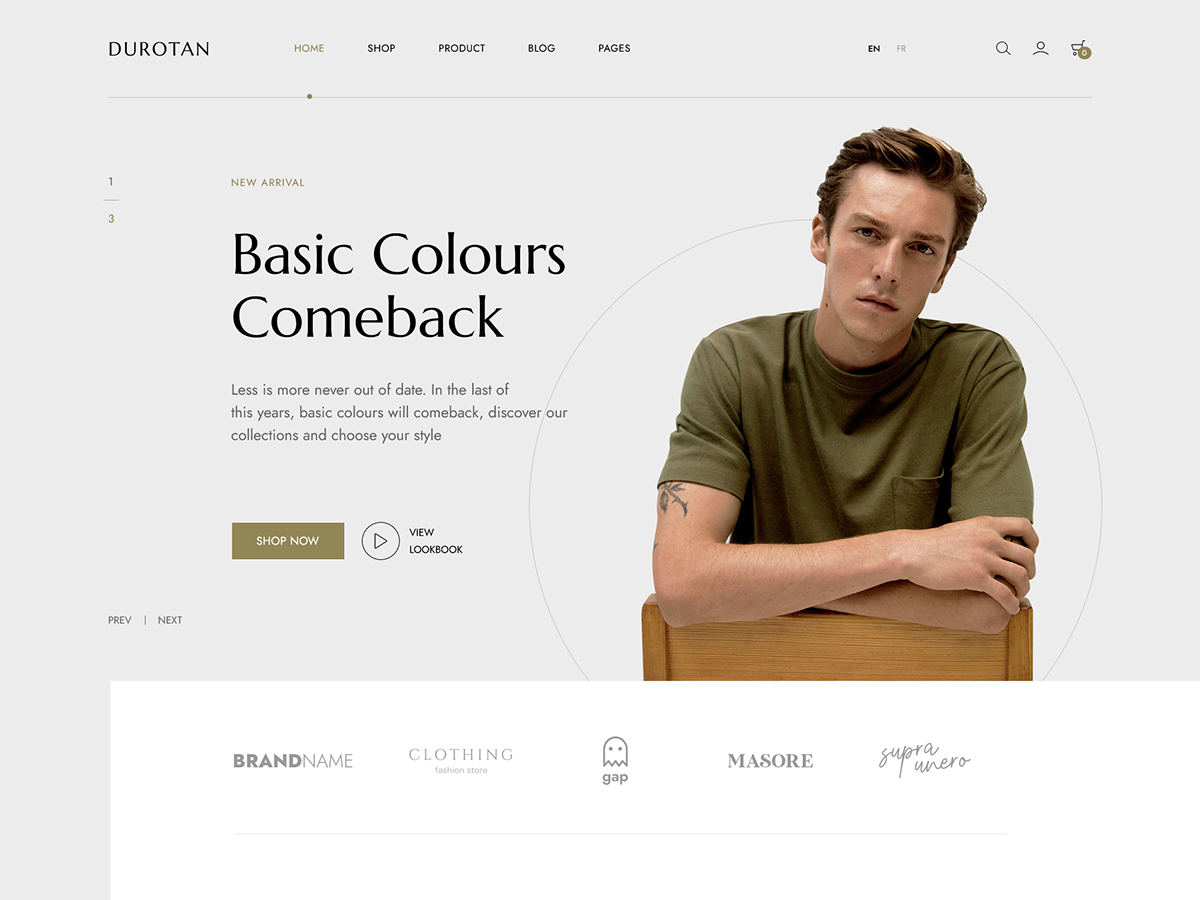 DUROTAN
HOME
SHOP
PRODUCT
BLOG
PAGES
EN
FR
0
1
3
NEW ARRIVAL
Basic Colours
Comeback
Less is more never out of date. In the last of
this years, basic colours will comeback, discover our
collections and choose your style
SHOP NOW
VIEW
LOOKBOOK
PREV | NEXT
BRANDNAME
CLOTHING
fashion store
gap
MASORE
supra
unero